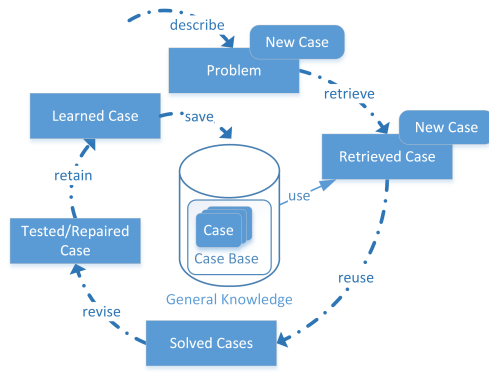 describe
New Case
Problem
retrieve
New Case
Retrieved Case
Learned Case
save
retain
use
Case
Case Base
General Knowledge
Tested/Repaired
Case
reuse
revise
Solved Cases